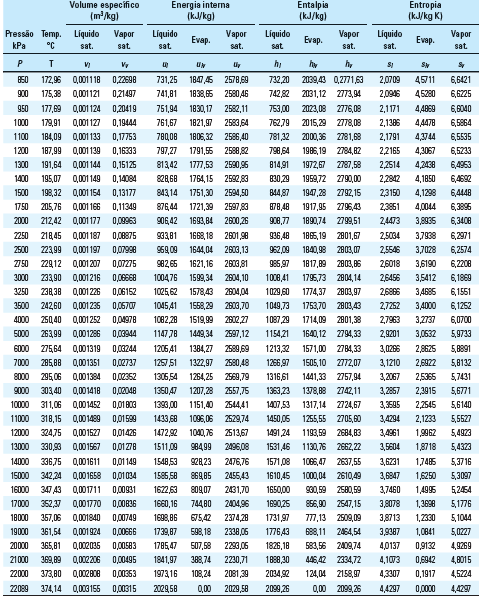 Volume específico Energia interna Entalpia Entropia
(m³/kg) (kJ/kg) (kJ/kg) (kJ/kg K)
Pressão Temp. Líquido Vapor Líquido Evap. Vapor Líquido Evap. Vapor Líquido Evap. Vapor
kPa °C sat. sat. sat. sat. sat. sat. sat. sat.
P T vl vv ul ulv uv hl hlv hv sl slv sv
850 172,96 0,001118 0,22698 731,25 1847,45 2578,69 732,20 2039,43 0,2771,63 2,0709 4,5711 6,6421
900 175,38 0,001121 0,21497 741,81 1838,65 2580,46 742,82 2031,12 2773,94 2,0946 4,5280 6,6225
950 177,69 0,001124 0,20419 751,94 1830,17 2582,11 753,00 2023,08 2776,08 2,1171 4,4869 6,6040
1000 179,91 0,001127 0,19444 761,67 1821,97 2583,64 762,79 2015,29 2778,08 2,1386 4,4478 6,5864
1100 184,09 0,001133 0,17753 780,08 1806,32 2586,40 781,32 2000,36 2781,68 2,1791 4,3744 6,5535
1200 187,99 0,001139 0,16333 797,27 1791,55 2588,82 798,64 1986,19 2784,82 2,2165 4,3067 6,5233
1300 191,64 0,001144 0,15125 813,42 1777,53 2590,95 814,91 1972,67 2787,58 2,2514 4,2438 6,4953
1400 195,07 0,001149 0,14084 828,68 1764,15 2592,83 830,29 1959,72 2790,00 2,2842 4,1850 6,4692
1500 198,32 0,001154 0,13177 843,14 1751,30 2594,50 844,87 1947,28 2792,15 2,3150 4,1298 6,4448
1750 205,76 0,001166 0,11349 876,44 1721,39 2597,83 878,48 1917,95 2796,43 2,3851 4,0044 6,3895
2000 212,42 0,001177 0,09963 906,42 1693,84 2600,26 908,77 1890,74 2799,51 2,4473 3,8935 6,3408
2250 218,45 0,001187 0,08875 933,81 1668,18 2601,98 936,48 1865,19 2801,67 2,5034 3,7938 6,2971
2500 223,99 0,001197 0,07998 959,09 1644,04 2603,13 962,09 1840,98 2803,07 2,5546 3,7028 6,2574
2750 229,12 0,001207 0,07275 982,65 1621,16 2603,81 985,97 1817,89 2803,86 2,6018 3,6190 6,2208
3000 233,90 0,001216 0,06668 1004,76 1599,34 2604,10 1008,41 1795,73 2804,14 2,6456 3,5412 6,1869
3250 238,38 0,001226 0,06152 1025,62 1578,43 2604,04 1029,60 1774,37 2803,97 2,6866 3,4685 6,1551
3500 242,60 0,001235 0,05707 1045,41 1558,29 2603,70 1049,73 1753,70 2803,43 2,7252 3,4000 6,1252
4000 250,40 0,001252 0,04978 1082,28 1519,99 2602,27 1087,29 1714,09 2801,38 2,7963 3,2737 6,0700
5000 263,99 0,001286 0,03944 1147,78 1449,34 2597,12 1154,21 1640,12 2794,33 2,9201 3,0532 5,9733
6000 275,64 0,001319 0,03244 1205,41 1384,27 2589,69 1213,32 1571,00 2784,33 3,0266 2,8625 5,8891
7000 285,88 0,001351 0,02737 1257,51 1322,97 2580,48 1266,97 1505,10 2772,07 3,1210 2,6922 5,8132
8000 295,06 0,001384 0,02352 1305,54 1264,25 2569,79 1316,61 1441,33 2757,94 3,2067 2,5365 5,7431
9000 303,40 0,001418 0,02048 1350,47 1207,28 2557,75 1363,23 1378,88 2742,11 3,2857 2,3915 5,6771
10000 311,06 0,001452 0,01803 1393,00 1151,40 2544,41 1407,53 1317,14 2724,67 3,3595 2,2545 5,6140
11000 318,15 0,001489 0,01599 1433,68 1096,06 2529,74 1450,05 1255,55 2705,60 3,4294 2,1233 5,5527
12000 324,75 0,001527 0,01426 1472,92 1040,76 2513,67 1491,24 1193,59 2684,83 3,4961 1,9962 5,4923
13000 330,93 0,001567 0,01278 1511,09 984,99 2496,08 1531,46 1130,76 2662,22 3,5604 1,8718 5,4323
14000 336,75 0,001611 0,01149 1548,53 928,23 2476,76 1571,08 1066,47 2637,55 3,6231 1,7485 5,3716
15000 342,24 0,001658 0,01034 1585,58 869,85 2455,43 1610,45 1000,04 2610,49 3,6847 1,6250 5,3097
16000 347,43 0,001711 0,00931 1622,63 809,07 2431,70 1650,00 930,59 2580,59 3,7460 1,4995 5,2454
17000 352,37 0,001770 0,00836 1660,16 744,80 2404,96 1690,25 856,90 2547,15 3,8078 1,3698 5,1776
18000 357,06 0,001840 0,00749 1698,86 675,42 2374,28 1731,97 777,13 2509,09 3,8713 1,2330 5,1044
19000 361,54 0,001924 0,00666 1739,87 598,18 2338,05 1776,43 688,11 2464,54 3,9387 1,0841 5,0227
20000 365,81 0,002035 0,00583 1785,47 507,58 2293,05 1826,18 583,56 2409,74 4,0137 0,9132 4,9269
21000 369,89 0,002206 0,00495 1841,97 388,74 2230,71 1888,30 446,42 2334,72 4,1073 0,6942 4,8015
22000 373,80 0,002808 0,00353 1973,16 108,24 2081,39 2034,92 124,04 2158,97 4,3307 0,1917 4,5224
22089 374,14 0,003155 0,00315 2029,58 0,00 2029,58 2099,26 0,00 2099,26 4,4297 0,0000 4,4297